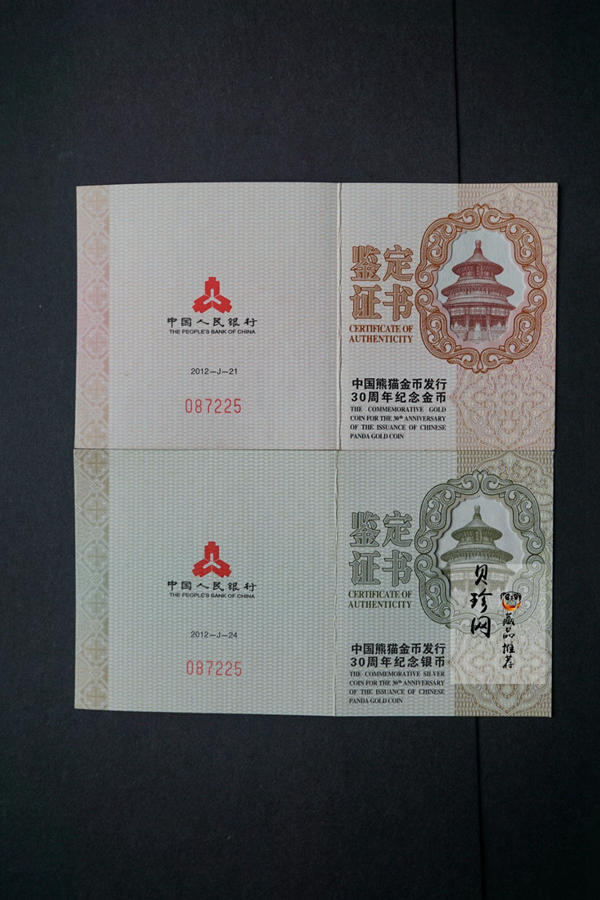 中国人民银行
THE PEOPLE'S BANK OF CHINA
2012-J-21
087225
鉴定
证书
CERTIFICATE OF
AUTHENTICITY
中国熊猫金币发行
30周年纪念金币
THE COMMEMORATIVE GOLD
COIN FOR THE 30th ANNIVERSARY
OF THE ISSUANCE OF CHINESE
PANDA GOLD COIN
中国人民银行
THE PEOPLE'S BANK OF CHINA
2012-J-24
087225
鉴定
证书
CERTIFICATE OF
AUTHENTICITY
中国熊猫金币发行
30周年纪念银币
THE COMMEMORATIVE SILVER
COIN FOR THE 30th ANNIVERSARY
OF THE ISSUANCE OF CHINESE
PANDA GOLD COIN
贝珍网
藏品推荐